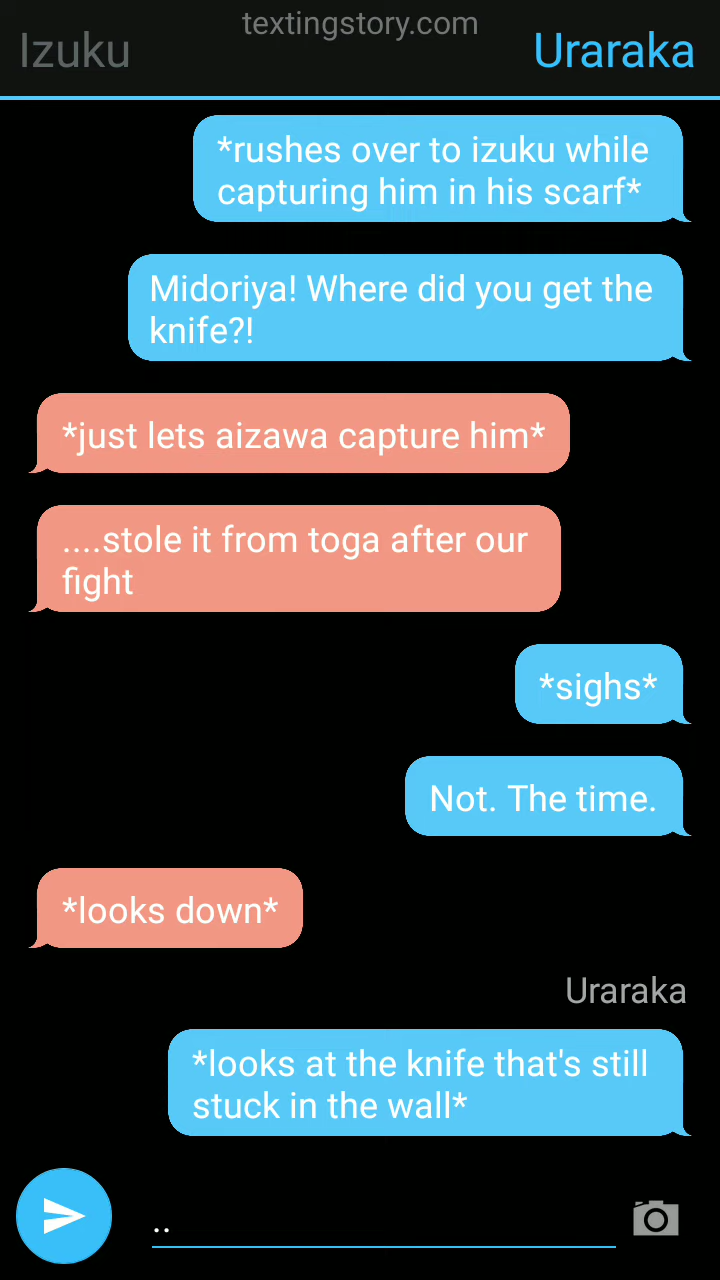 textingstory.com
Izuku
Uraraka
*rushes over to izuku while
capturing him in his scarf*
Midoriya! Where did you get the
knife?!
*just lets aizawa capture him*
....stole it from toga after our
fight
*sighs*
Not. The time.
*looks down*
Uraraka
*looks at the knife that's still
stuck in the wall*
..